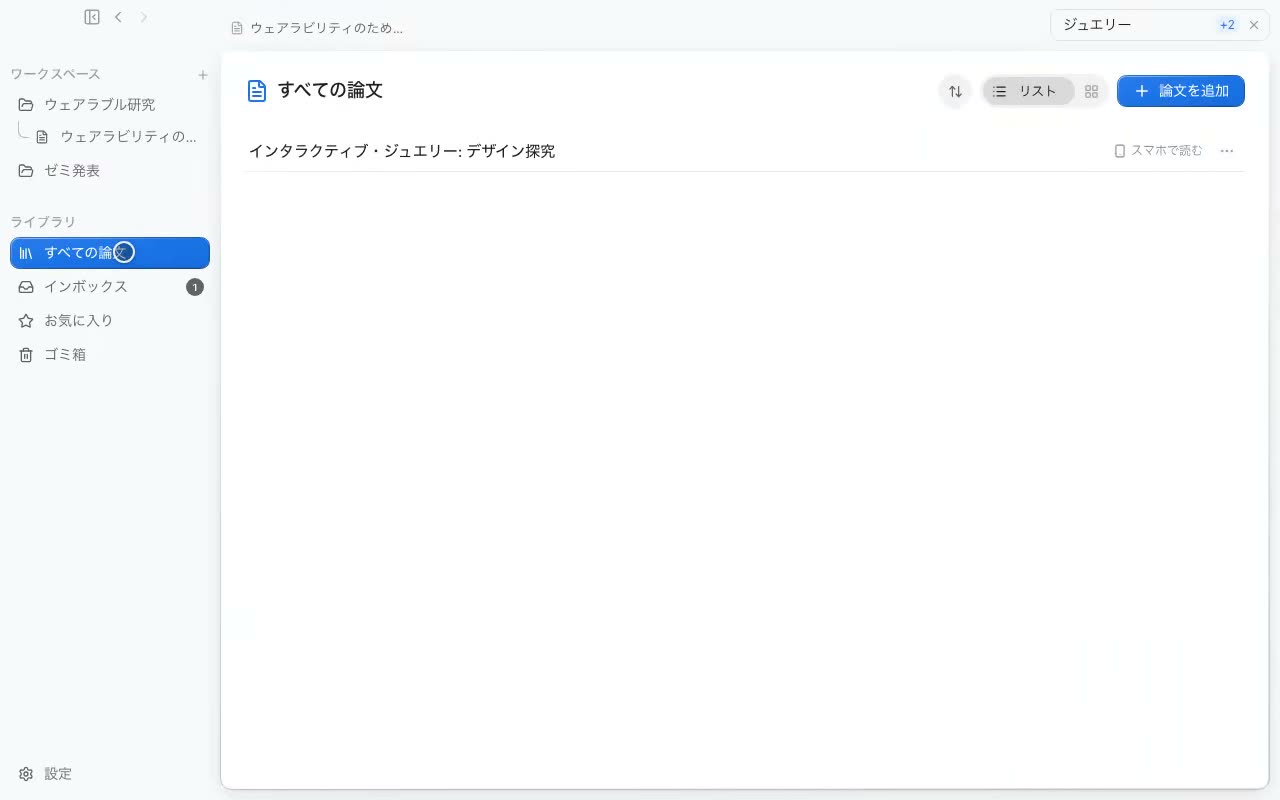 ウェアラビリティのため...
ジュエリー
+2
ワークスペース
ウェアラブル研究
ウェアラビリティの...
ゼミ発表
ライブラリ
すべての論文
インボックス
1
お気に入り
ゴミ箱
設定
すべての論文
リスト
論文を追加
インタラクティブ・ジュエリー: デザイン探究
スマホで読む